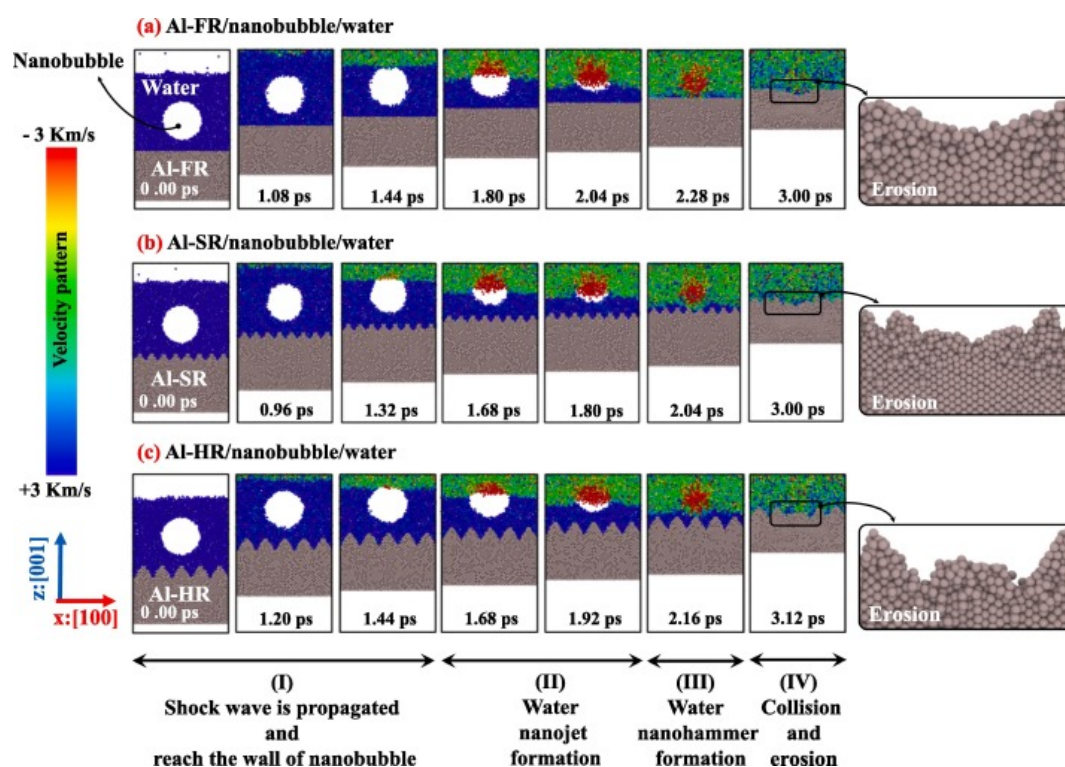 (a) Al-FR/nanobubble/water
Nanobubble
Water
- 3 Km/s
Al-FR
0 .00 ps
1.08 ps
1.44 ps
1.80 ps
2.04 ps
2.28 ps
3.00 ps
Erosion
Velocity pattern
(b) Al-SR/nanobubble/water
Al-SR
0 .00 ps
0.96 ps
1.32 ps
1.68 ps
1.80 ps
2.04 ps
3.00 ps
Erosion
(c) Al-HR/nanobubble/water
+3 Km/s
z:[001]
x:[100]
Al-HR
0 .00 ps
1.20 ps
1.44 ps
1.68 ps
1.92 ps
2.16 ps
3.12 ps
Erosion
(I)
Shock wave is propagated
and
reach the wall of nanobubble
(II)
Water
nanojet
formation
(III)
Water
nanohammer
formation
(IV)
Collision
and
erosion